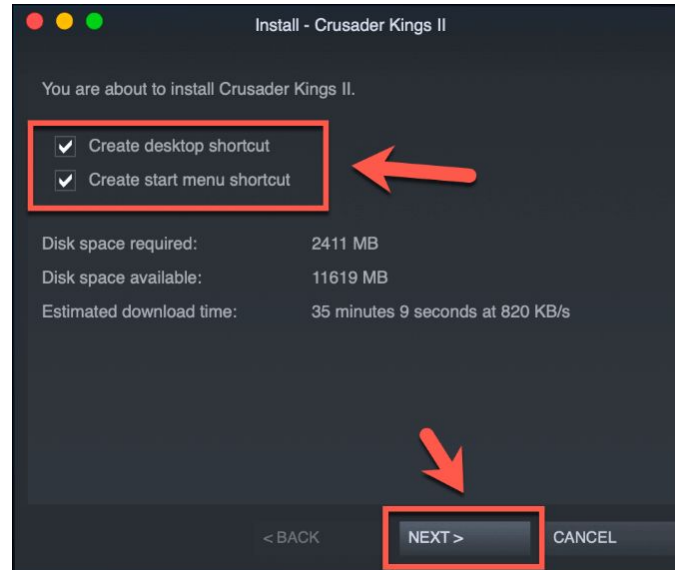 Install - Crusader Kings II
You are about to install Crusader Kings II.
Create desktop shortcut
Create start menu shortcut
Disk space required: 2411 MB
Disk space available: 11619 MB
Estimated download time: 35 minutes 9 seconds at 820 KB/s
< BACK NEXT > CANCEL